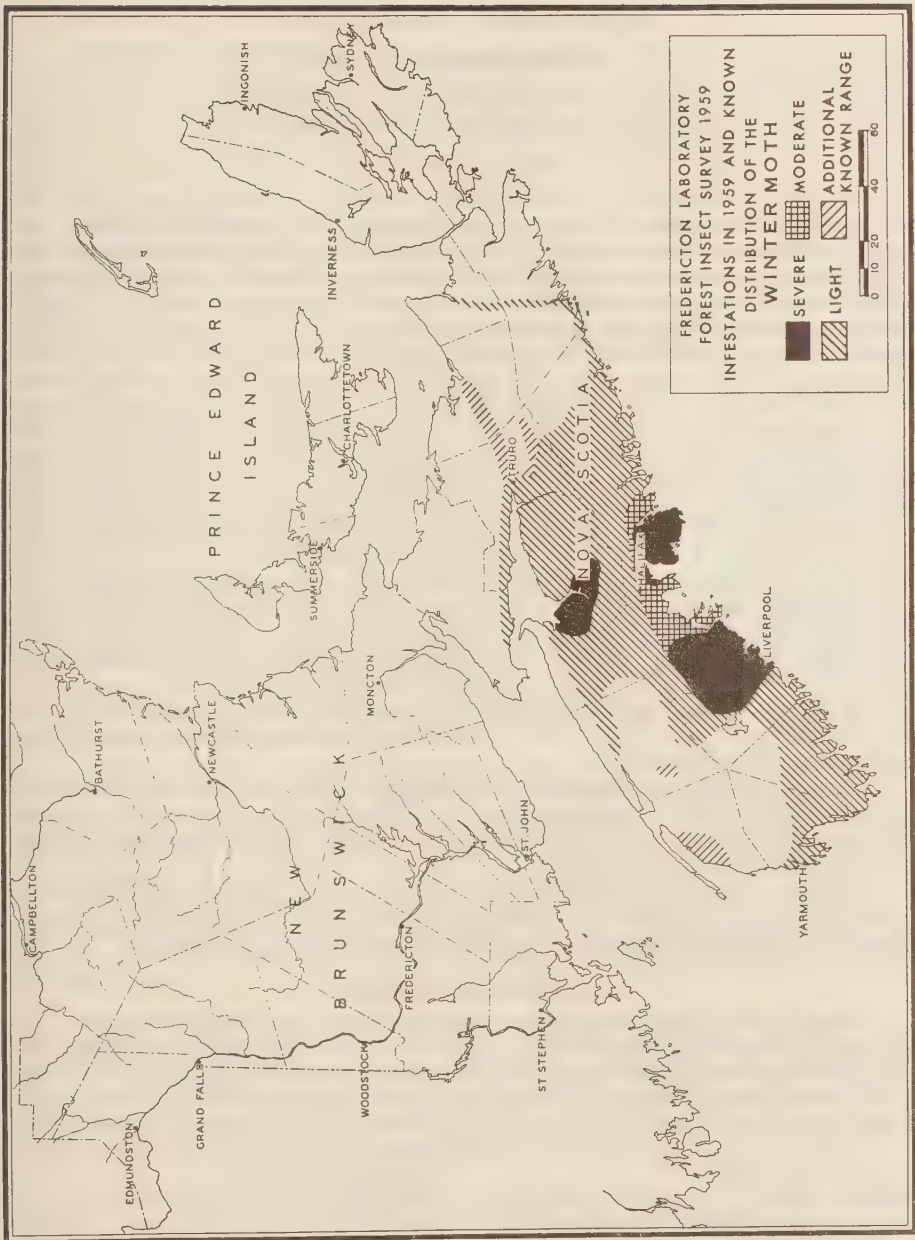 FREDERICTON LABORATORY
FOREST INSECT SURVEY 1959
INFESTATIONS IN 1959 AND KNOWN
DISTRIBUTION OF THE
WINTER MOTH
SEVERE
MODERATE
LIGHT
ADDITIONAL
KNOWN RANGE
0 10 20 40 60
EDMUNDSTON
CAMPBELLTON
BATHURST
GRAND FALLS
NEWCASTLE
NEW
BRUNSWICK
WOODSTOCK
FREDERICTON
MONCTON
ST. JOHN
ST STEPHEN
PRINCE EDWARD
ISLAND
SUMMERSIDE
CHARLOTTETOWN
INGONISH
SYDNEY
INVERNESS
TRURO
NOVA SCOTIA
HALIFAX
LIVERPOOL
YARMOUTH